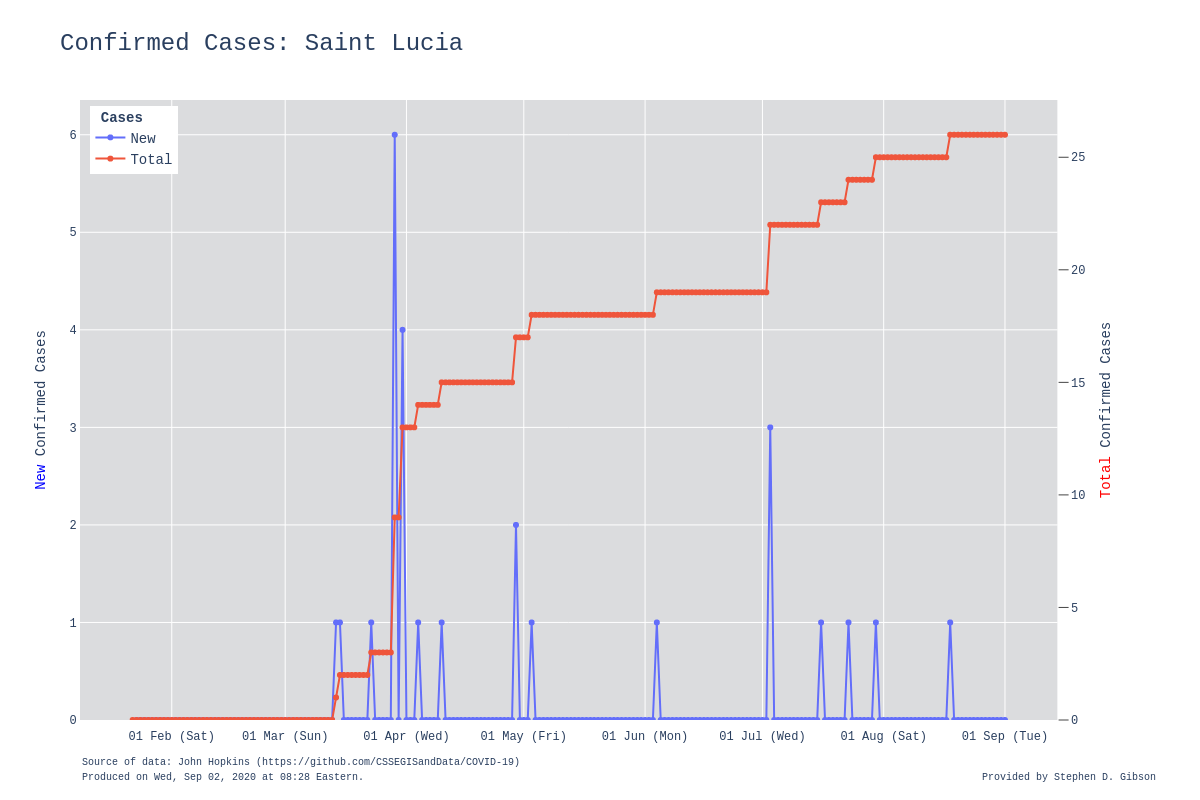 Confirmed Cases: Saint Lucia
Cases
New
Total
6
5
4
3
2
1
0
New Confirmed Cases
25
20
15
10
5
0
Total Confirmed Cases
01 Feb (Sat) 01 Mar (Sun) 01 Apr (Wed) 01 May (Fri) 01 Jun (Mon) 01 Jul (Wed) 01 Aug (Sat) 01 Sep (Tue)
Source of data: John Hopkins (https://github.com/CSSEGISandData/COVID-19)
Produced on Wed, Sep 02, 2020 at 08:28 Eastern.
Provided by Stephen D. Gibson